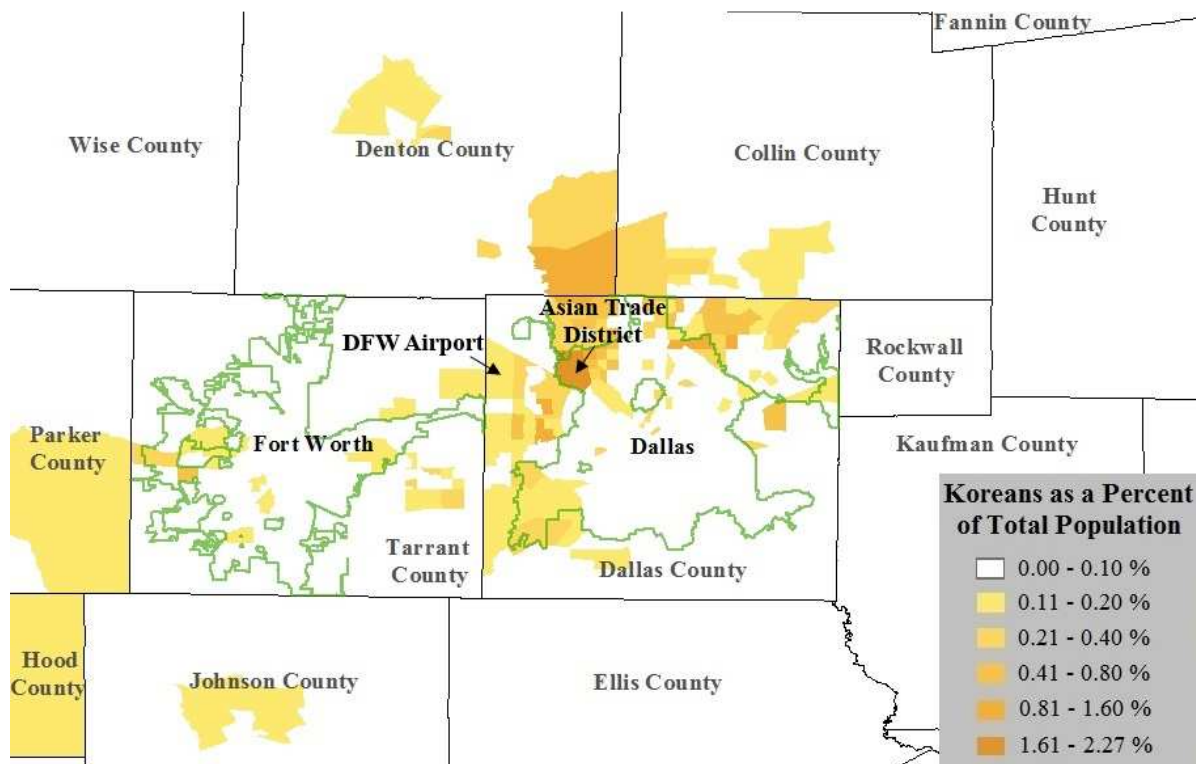 Fannin County
Wise County
Denton County
Collin County
Hunt
County
Asian Trade
District
DFW Airport
Rockwall
County
Parker
County
Fort Worth
Dallas
Kaufman County
Tarrant
County
Dallas County
Hood
County
Johnson County
Ellis County
Koreans as a Percent
of Total Population
0.00 - 0.10 %
0.11 - 0.20 %
0.21 - 0.40 %
0.41 - 0.80 %
0.81 - 1.60 %
1.61 - 2.27 %